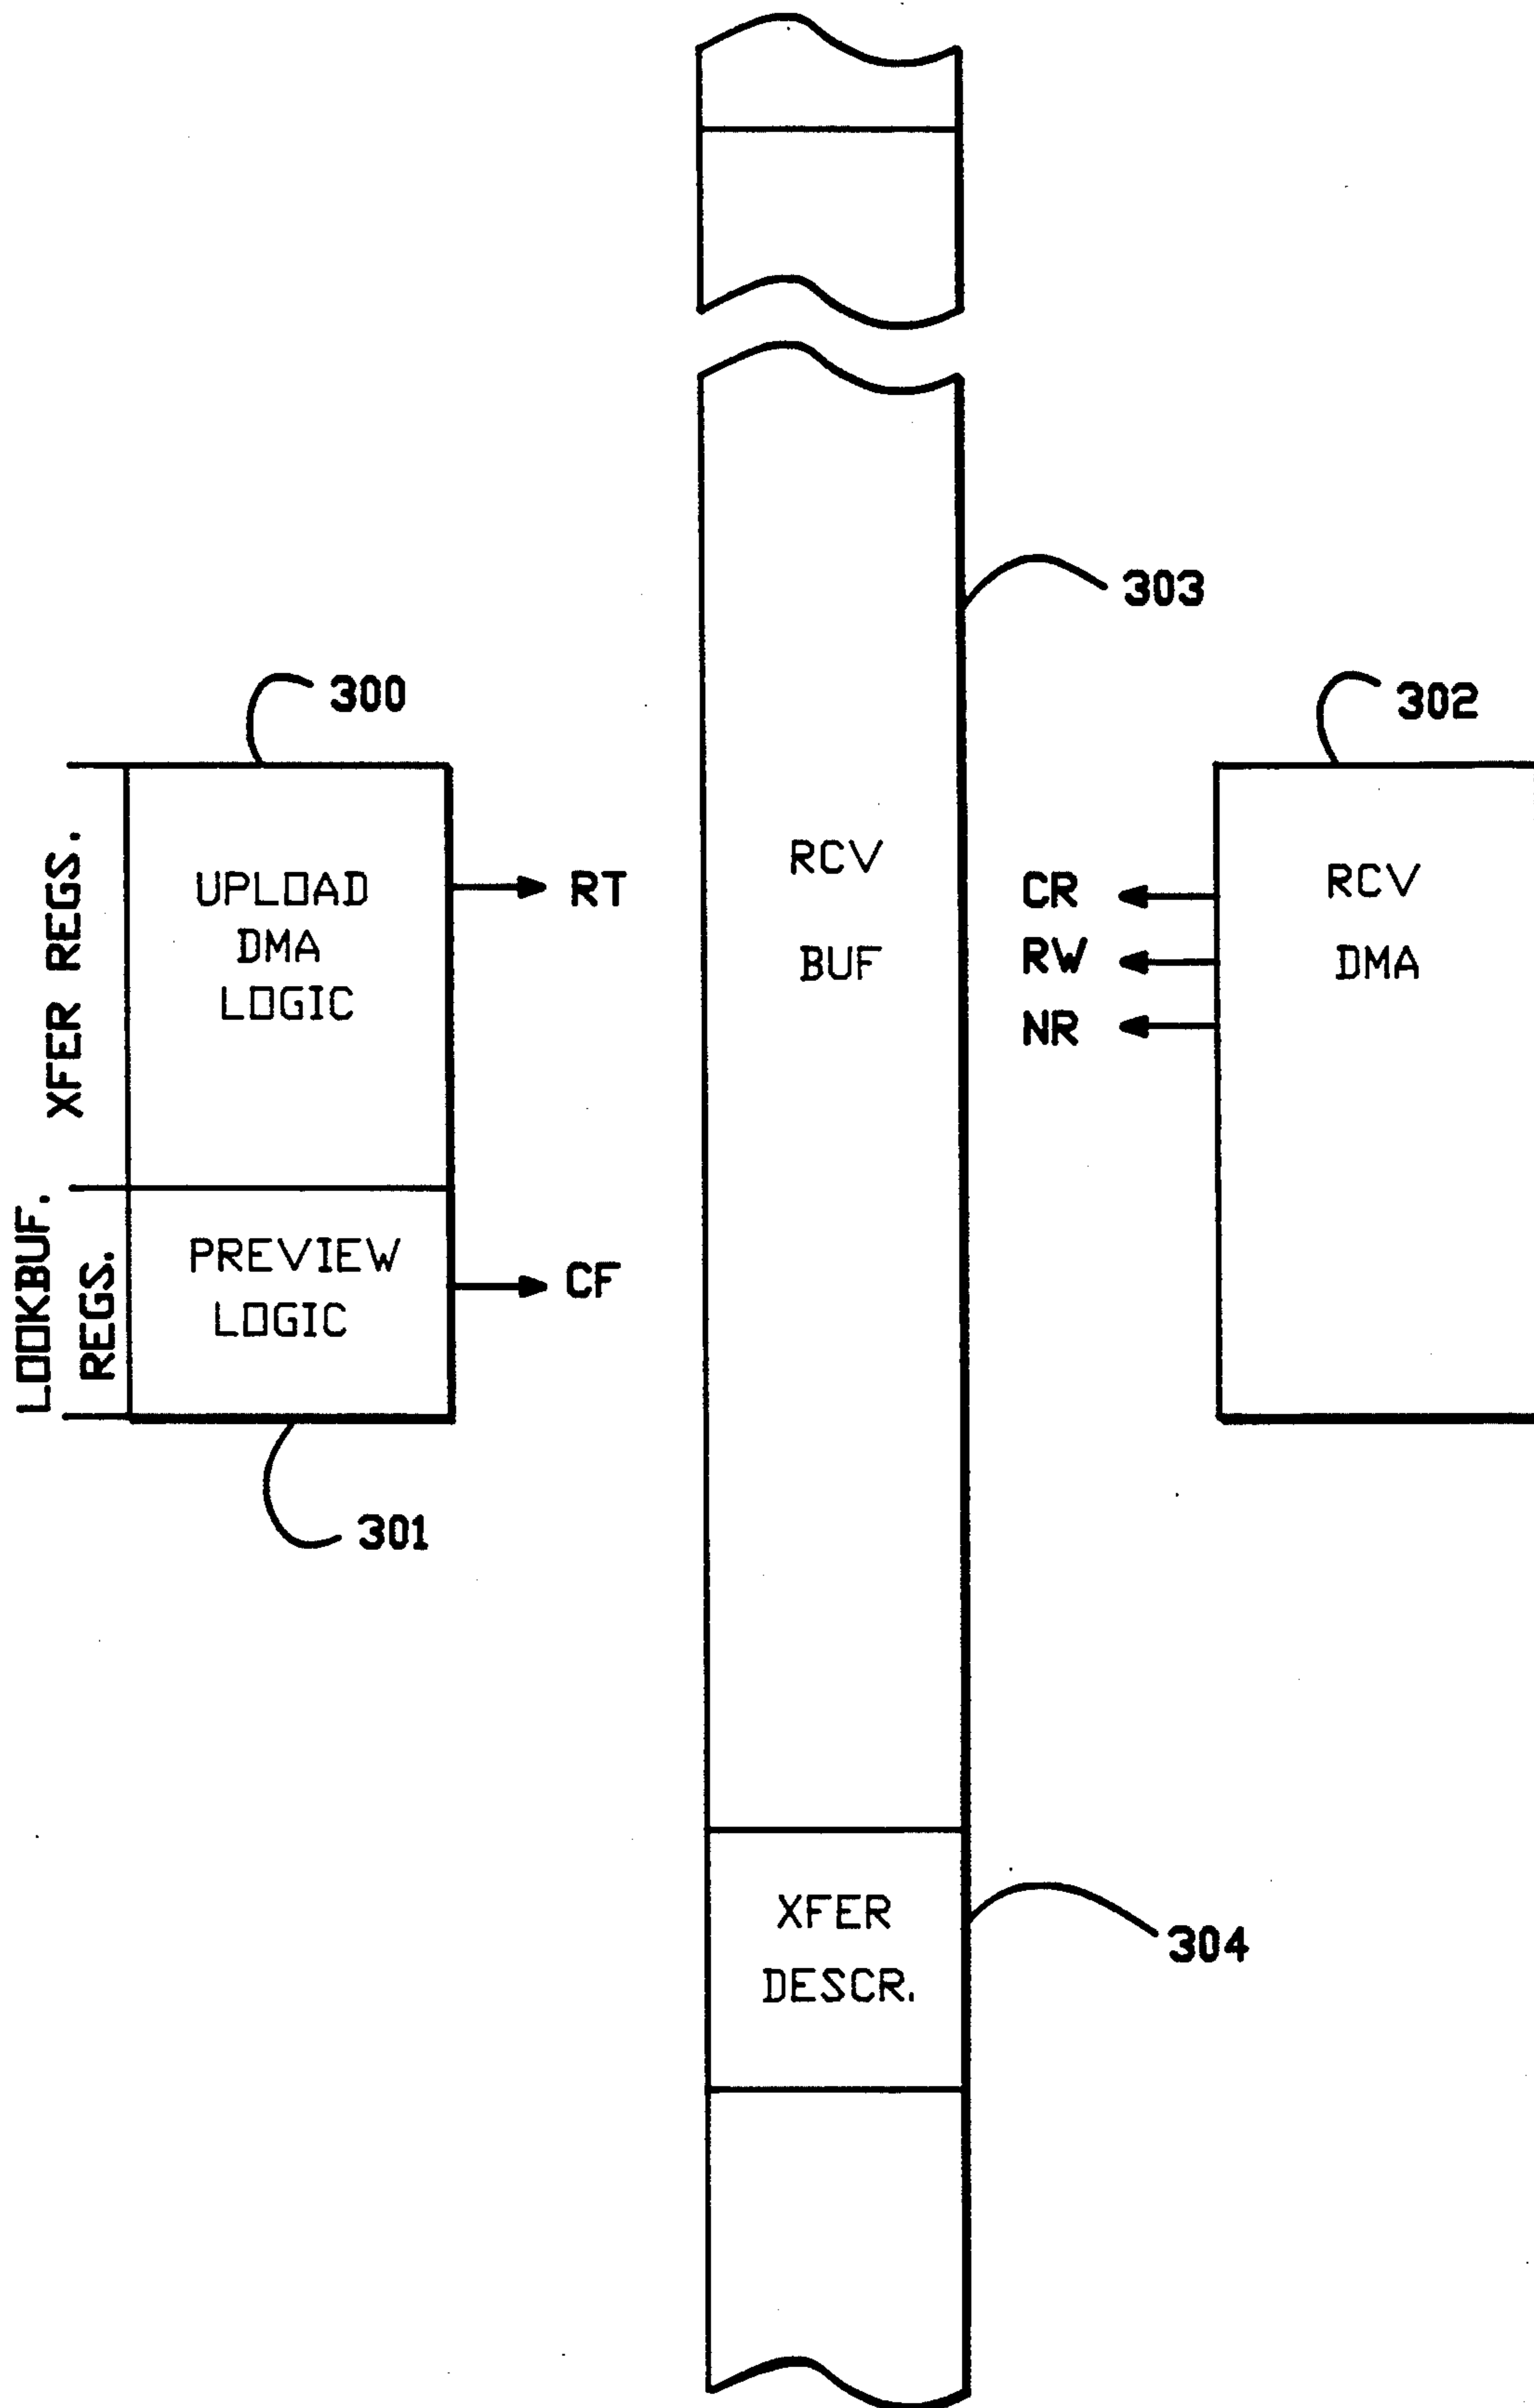 303
300
302
XFER REGS.
UPLOAD
DMA
LOGIC
RT
RCV
BUF
CR
RW
NR
RCV
DMA
LOOKBUF.
REGS.
PREVIEW
LOGIC
CF
301
XFER
DESCR.
304